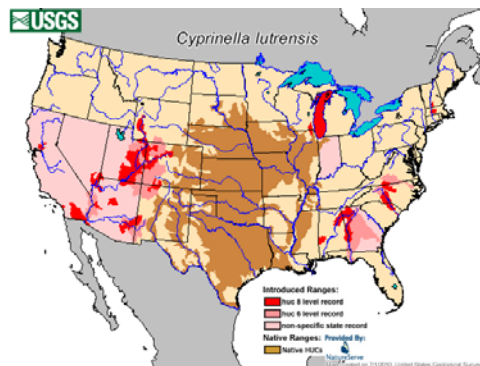 USGS
Cyprinella lutrensis
Introduced Ranges:
huc 8 level record
huc 6 level record
non-specific state record
Native Ranges: Provided By:
Native HUCs
NatureServe
United States Geological Survey